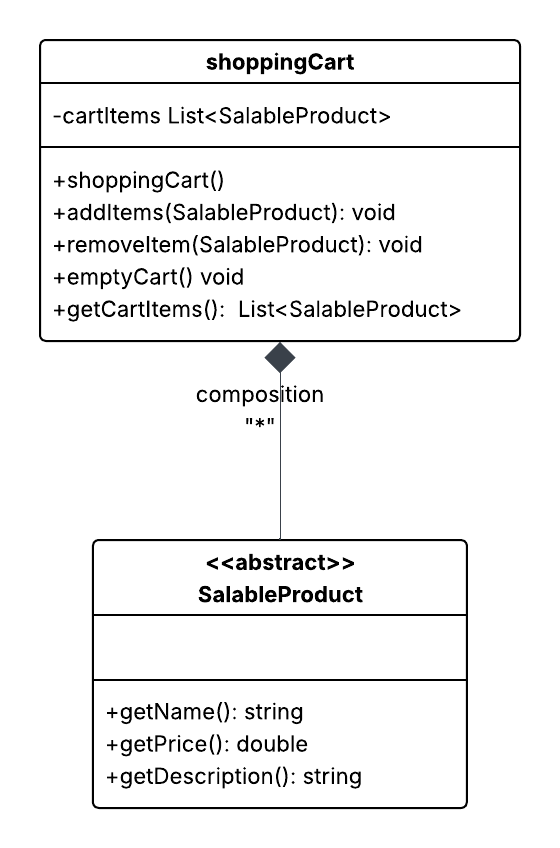 shoppingCart
-cartItems List<SalableProduct>
+shoppingCart()
+addItems(SalableProduct): void
+removeItem(SalableProduct): void
+emptyCart() void
+getCartItems():  List<SalableProduct>
composition
"*"
<<abstract>>
SalableProduct
+getName(): string
+getPrice(): double
+getDescription(): string